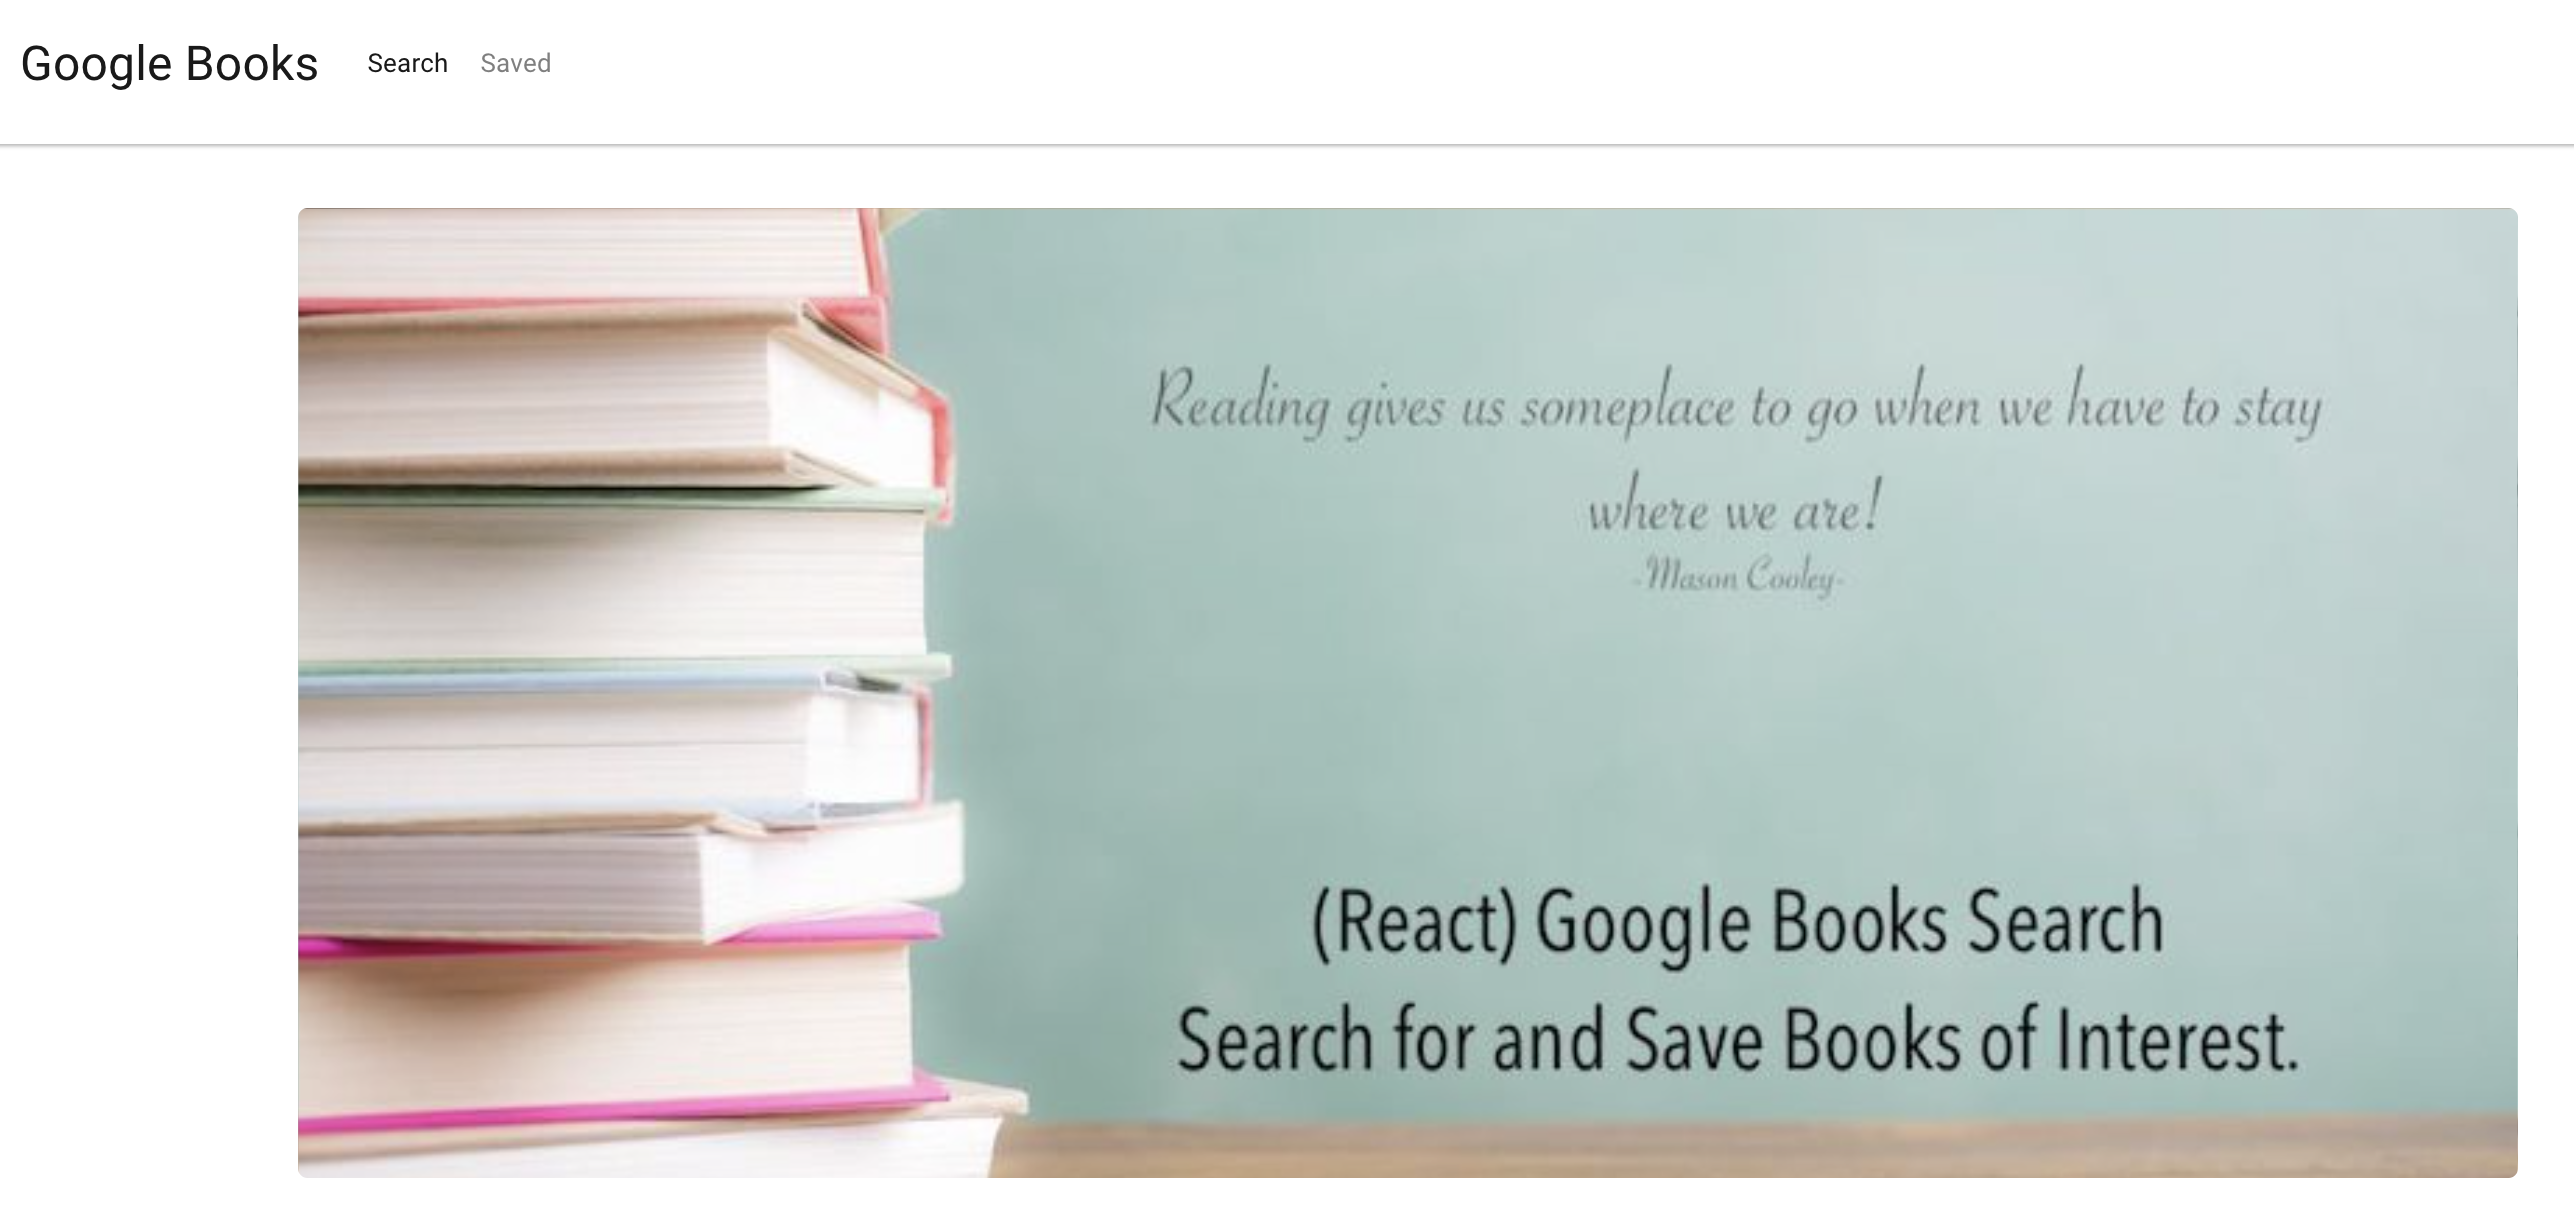 Google Books Search Saved
Reading gives us someplace to go when we have to stay
where we are!
-Mason Cooley-
(React) Google Books Search
Search for and Save Books of Interest.